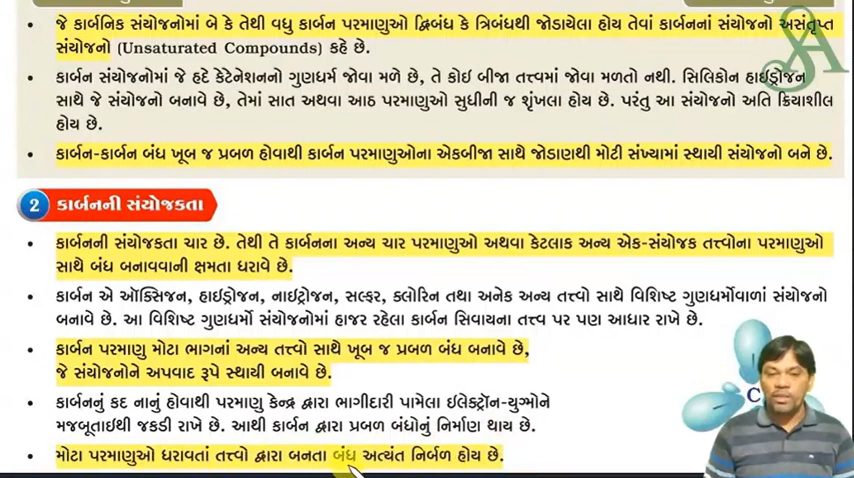 જે કાર્બનિક સંયોજનોમાં બે કે તેથી વધુ કાર્બન પરમાણુઓ દ્વિબંધ કે ત્રિબંધથી જોડાયેલા હોય તેવાં કાર્બનનાં સંયોજનો અસંતૃપ્ત
સંયોજનો (Unsaturated Compounds) કહે છે.
કાર્બન સંયોજનોમાં જે હદે કેટેનેશનનો ગુણધર્મ જોવા મળે છે, તે કોઇ બીજા તત્ત્વમાં જોવા મળતો નથી. સિલિકોન હાઈડ્રોજન
સાથે જે સંયોજનો બનાવે છે, તેમાં સાત અથવા આઠ પરમાણુઓ સુધીની જ શૃંખલા હોય છે. પરંતુ આ સંયોજનો અતિ ક્રિયાશીલ
હોય છે.
કાર્બન-કાર્બન બંધ ખૂબ જ પ્રબળ હોવાથી કાર્બન પરમાણુઓના એકબીજા સાથે જોડાણથી મોટી સંખ્યામાં સ્થાયી સંયોજનો બને છે.
2 કાર્બનની સંયોજકતા
કાર્બનની સંયોજકતા ચાર છે. તેથી તે કાર્બનના અન્ય ચાર પરમાણુઓ અથવા કેટલાક અન્ય એક-સંયોજક તત્ત્વોના પરમાણુઓ
સાથે બંધ બનાવવાની ક્ષમતા ધરાવે છે.
કાર્બન એ ઑક્સિજન, હાઇડ્રોજન, નાઇટ્રોજન, સલ્ફર, ક્લોરિન તથા અનેક અન્ય તત્ત્વો સાથે વિશિષ્ટ ગુણધર્મોવાળાં સંયોજનો
બનાવે છે. આ વિશિષ્ટ ગુણધર્મો સંયોજનોમાં હાજર રહેલા કાર્બન સિવાયના તત્ત્વ પર પણ આધાર રાખે છે.
કાર્બન પરમાણુ મોટા ભાગનાં અન્ય તત્ત્વો સાથે ખૂબ જ પ્રબળ બંધ બનાવે છે,
જે સંયોજનોને અપવાદ રૂપે સ્થાયી બનાવે છે.
કાર્બનનું કદ નાનું હોવાથી પરમાણુ કેન્દ્ર દ્વારા ભાગીદારી પામેલા ઇલેક્ટ્રૉન-યુગ્મોને
મજબૂતાઈથી જકડી રાખે છે. આથી કાર્બન દ્વારા પ્રબળ બંધોનું નિર્માણ થાય છે.
મોટા પરમાણુઓ ધરાવતાં તત્ત્વો દ્વારા બનતા બંધ અત્યંત નિર્બળ હોય છે.
C